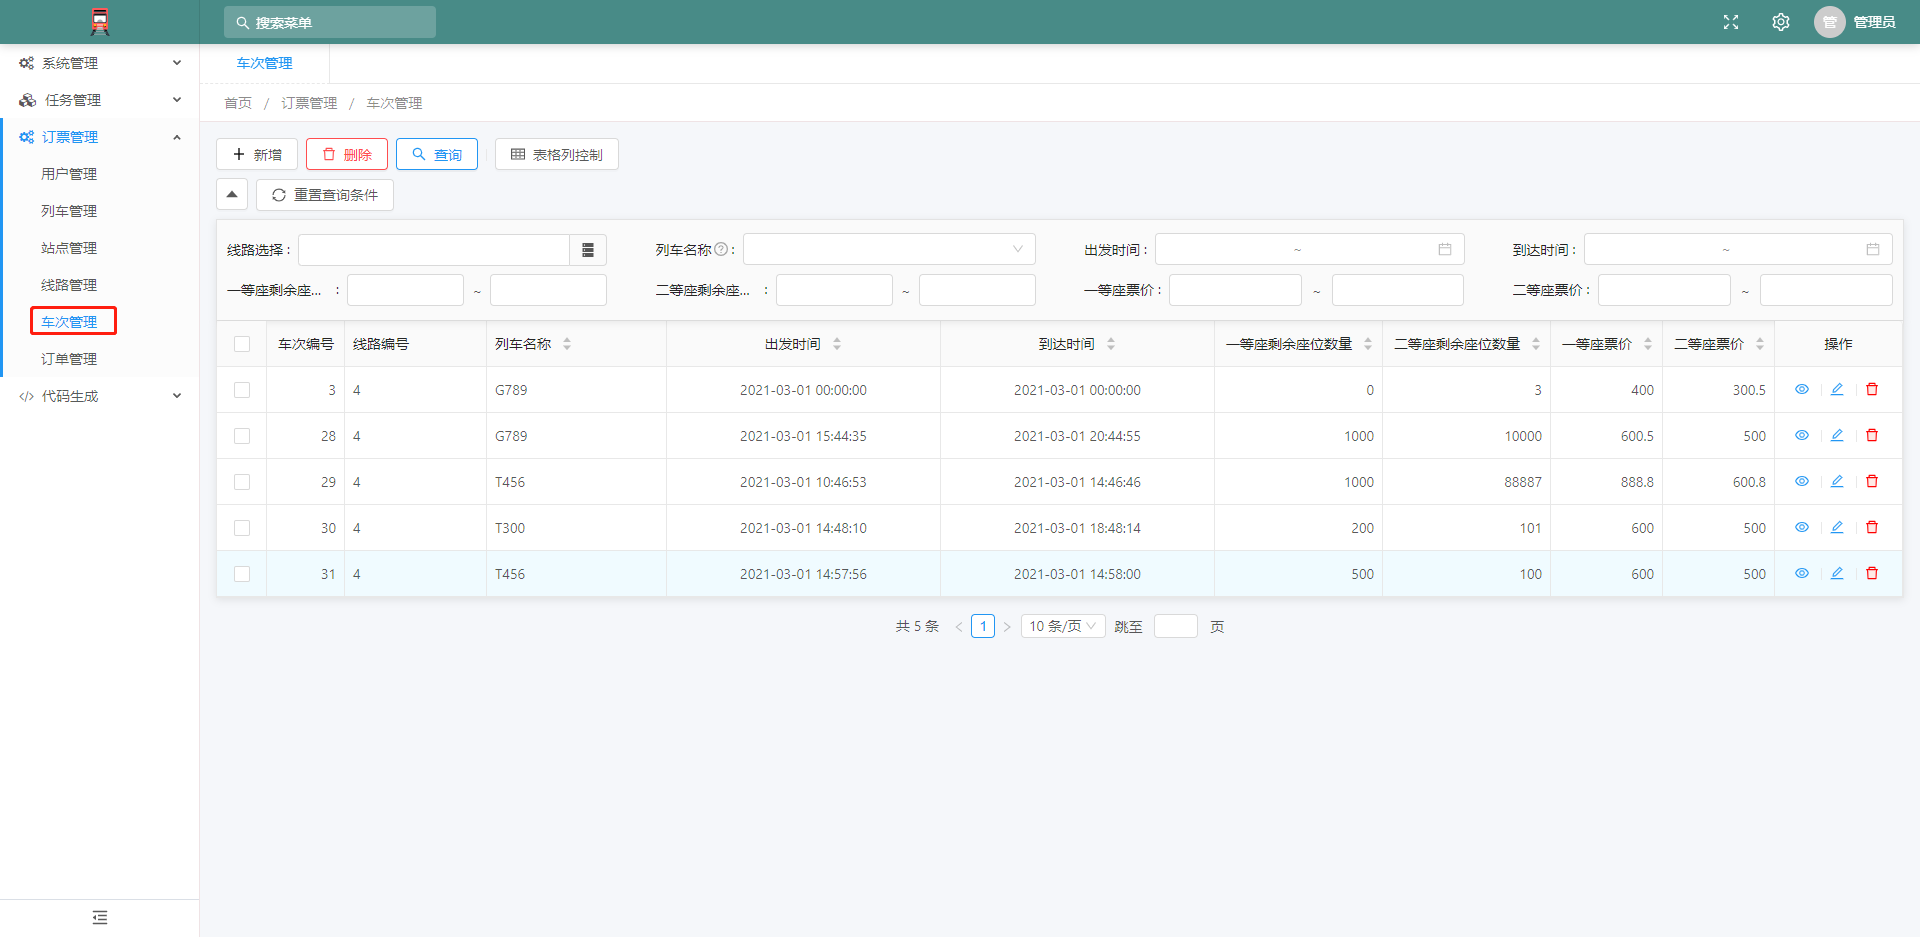 搜索菜单
管 管理员
系统管理
任务管理
订票管理
用户管理
列车管理
站点管理
线路管理
车次管理
订单管理
代码生成
车次管理
首页 / 订票管理 / 车次管理
新增 删除 查询 表格列控制
重置查询条件
线路选择 : 列车名称 : 出发时间 : ~ 到达时间 : ~
一等座剩余座... : ~ 二等座剩余座... : ~ 一等座票价 : ~ 二等座票价 : ~
车次编号 线路编号 列车名称 出发时间 到达时间 一等座剩余座位数量 二等座剩余座位数量 一等座票价 二等座票价 操作
3 4 G789 2021-03-01 00:00:00 2021-03-01 00:00:00 0 3 400 300.5
28 4 G789 2021-03-01 15:44:35 2021-03-01 20:44:55 1000 10000 600.5 500
29 4 T456 2021-03-01 10:46:53 2021-03-01 14:46:46 1000 88887 888.8 600.8
30 4 T300 2021-03-01 14:48:10 2021-03-01 18:48:14 200 101 600 500
31 4 T456 2021-03-01 14:57:56 2021-03-01 14:58:00 500 100 600 500
共 5 条 < 1 > 10 条/页 跳至 页